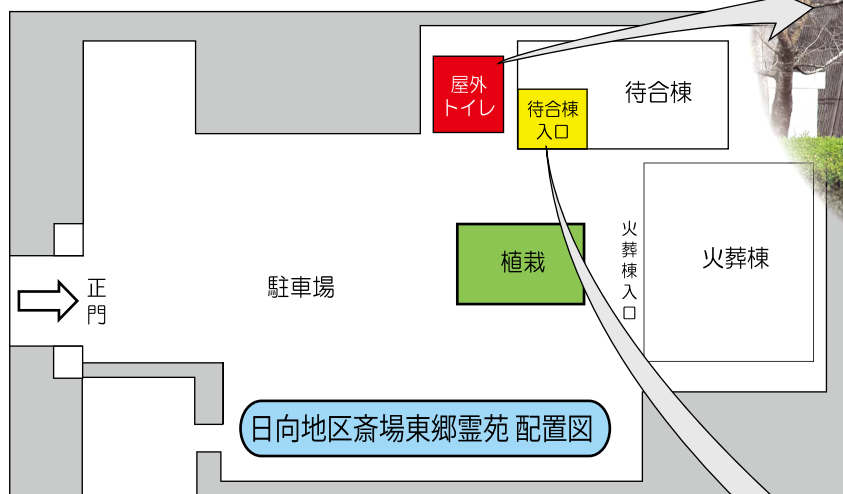 屋外
トイレ
待合棟
入口
待合棟
植栽
火葬棟入口
火葬棟
駐車場
正門
日向地区斎場東郷霊苑 配置図